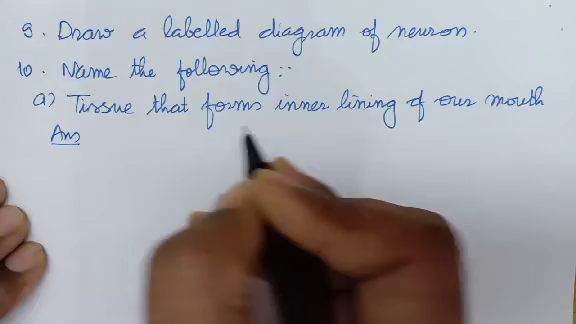 9. Draw a labelled diagram of neuron.
10. Name the following :-
a) Tissue that forms inner lining of our mouth
Ans